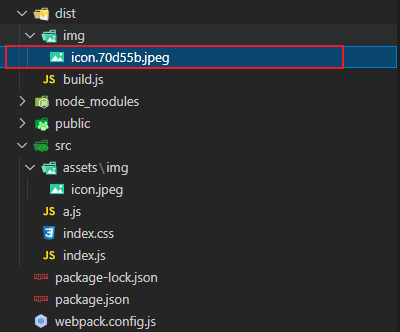 dist
img
icon.70d55b.jpeg
JS build.js
node_modules
public
src
assets\img
icon.jpeg
JS a.js
index.css
JS index.js
package-lock.json
package.json
webpack.config.js